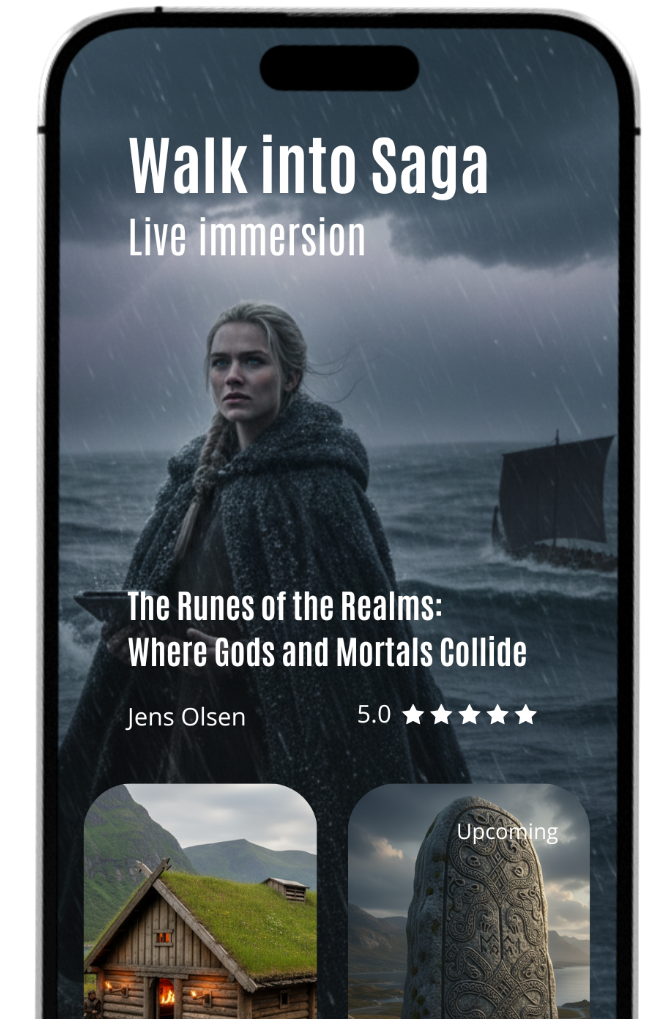 Walk into Saga
Live immersion
The Runes of the Realms:
Where Gods and Mortals Collide
Jens Olsen
5.0 ★★★★★
Upcoming